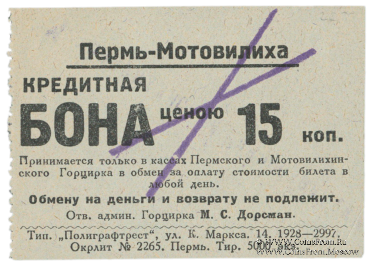 Пермь-Мотовилиха
КРЕДИТНАЯ
БОНА ценою 15 коп.
Принимается только в кассах Пермского и Мотовилихин-
ского Горцирка в обмен за оплату стоимости билета в
любой день.
Обмену на деньги и возврату не подлежит.
Отв. админ. Горцирка М. С. Дорсман.
Тип. „Полиграфтрест", ул. К. Маркса. 14. 1928—2997.
Окрлит № 2265. Пермь. Тир. 5000 экз.